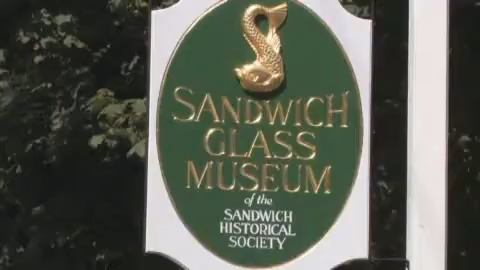 SANDWICH
GLASS
MUSEUM
of the
SANDWICH
HISTORICAL
SOCIETY